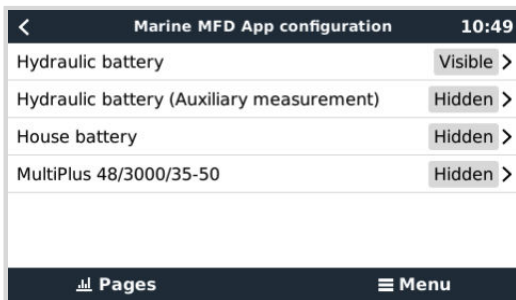 Marine MFD App configuration 10:49
Hydraulic battery Visible
Hydraulic battery (Auxiliary measurement) Hidden
House battery Hidden
MultiPlus 48/3000/35-50 Hidden
Pages Menu